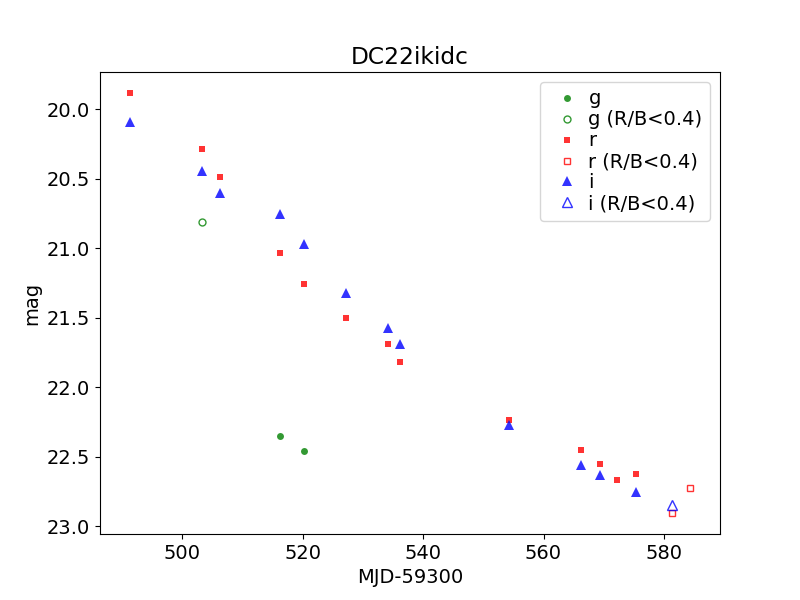 DC22ikidc
g
g (R/B<0.4)
r
r (R/B<0.4)
i
i (R/B<0.4)
mag
20.0
20.5
21.0
21.5
22.0
22.5
23.0
500
520
540
560
580
MJD-59300